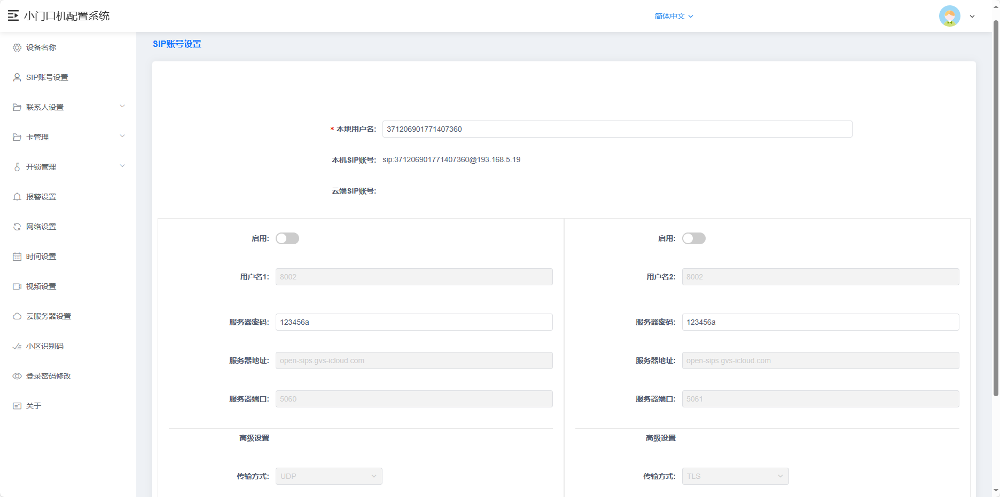 小门口机配置系统
简体中文
设备名称
SIP账号设置
联系人设置
卡管理
开锁管理
报警设置
网络设置
时间设置
视频设置
云服务器设置
小区识别码
登录密码修改
关于
SIP账号设置
* 本地用户名: 371206901771407360
本机SIP账号: sip:371206901771407360@193.168.5.19
云端SIP账号:
启用:
用户名1: 8002
服务器密码: 123456a
服务器地址: open-sips.gvs-icloud.com
服务器端口: 5060
高级设置
传输方式: UDP
启用:
用户名2: 8002
服务器密码: 123456a
服务器地址: open-sips.gvs-icloud.com
服务器端口: 5061
高级设置
传输方式: TLS